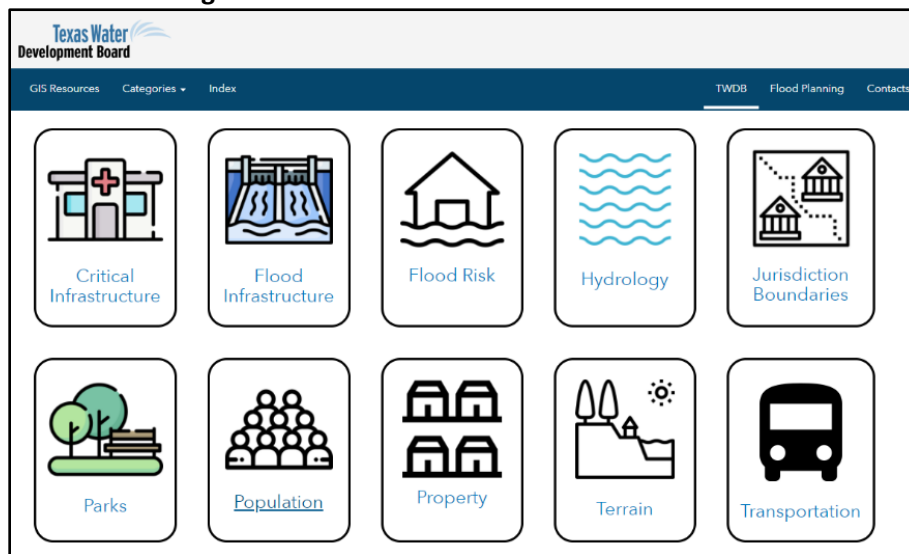 Texas Water
Development Board
GIS Resources Categories Index TWDB Flood Planning Contacts
Critical
Infrastructure
Flood
Infrastructure
Flood Risk
Hydrology
Jurisdiction
Boundaries
Parks
Population
Property
Terrain
Transportation